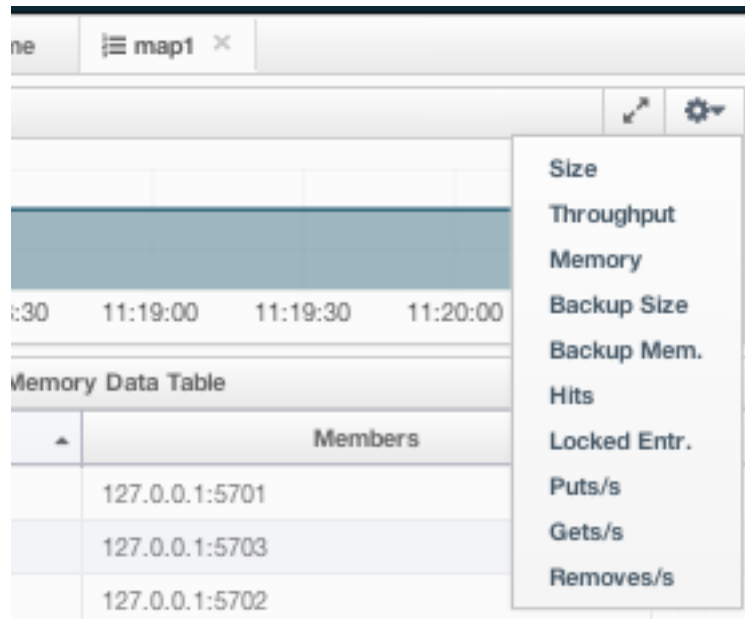 me
map1
Size
Throughput
Memory
Backup Size
Backup Mem.
Hits
Locked Entr.
Puts/s
Gets/s
Removes/s
:30 11:19:00 11:19:30 11:20:00
Memory Data Table
Members
127.0.0.1:5701
127.0.0.1:5703
127.0.0.1:5702